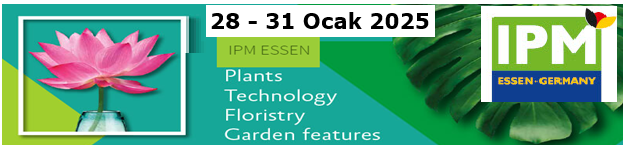 28 - 31 Ocak 2025
IPM ESSEN
Plants
Technology
Floristry
Garden features
IPM
ESSEN-GERMANY